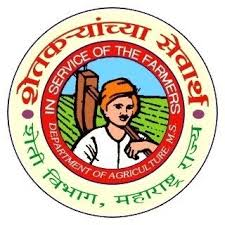 शेतकऱ्यांच्या सेवार्थ
IN SERVICE OF THE FARMERS
DEPARTMENT OF AGRICULTURE M.S.
शेती विभाग, महाराष्ट्र राज्य